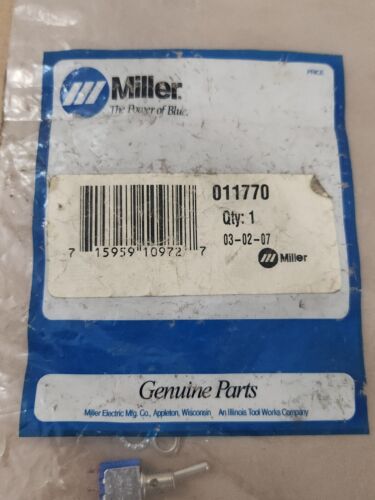 PRICE
Miller
The Power of Blue.
011770
Qty: 1
03-02-07
7 15959 10972 7
Miller
Genuine Parts
Miller Electric Mfg. Co., Appleton, Wisconsin An Illinois Tool Works Company